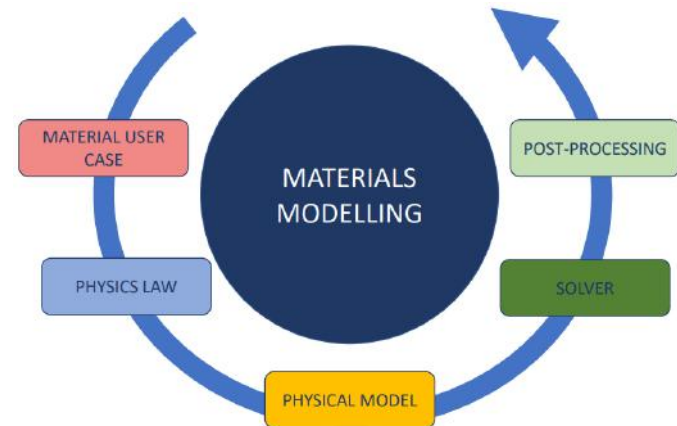 MATERIALS
MODELLING
MATERIAL USER
CASE
PHYSICS LAW
PHYSICAL MODEL
SOLVER
POST-PROCESSING